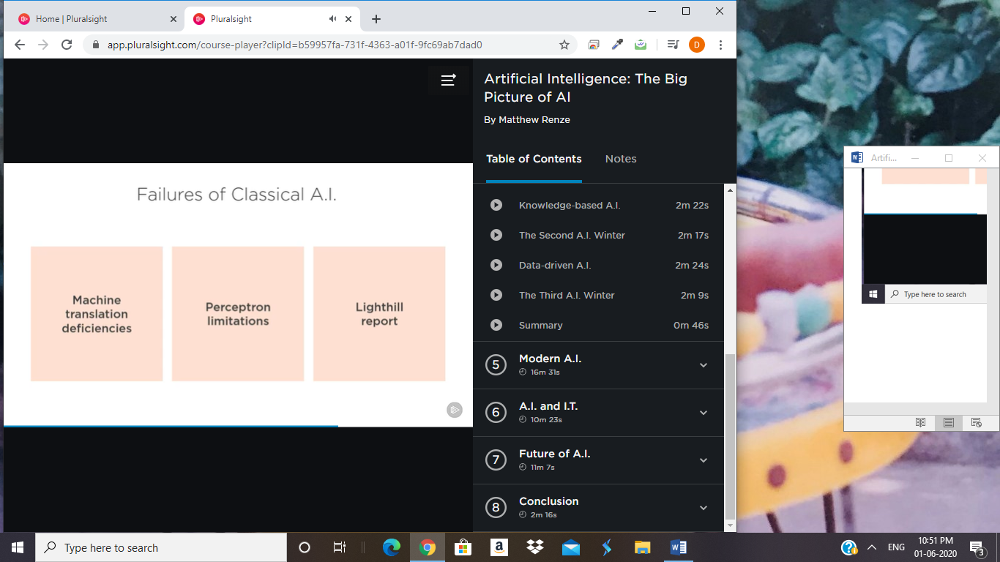 Home | Pluralsight
Pluralsight
app.pluralsight.com/course-player?clipId=b59957fa-731f-4363-a01f-9fc69ab7dad0
D
Failures of Classical A.I.
Machine
translation
deficiencies
Perceptron
limitations
Lighthill
report
Artificial Intelligence: The Big
Picture of AI
By Matthew Renze
Table of Contents
Notes
Knowledge-based A.I. 2m 22s
The Second A.I. Winter 2m 17s
Data-driven A.I. 2m 24s
The Third A.I. Winter 2m 9s
Summary 0m 46s
5 Modern A.I.
16m 31s
6 A.I. and I.T.
10m 23s
7 Future of A.I.
11m 7s
8 Conclusion
2m 16s
W Artifi...
Type here to search
Type here to search
a
W
ENG
10:51 PM
01-06-2020
3